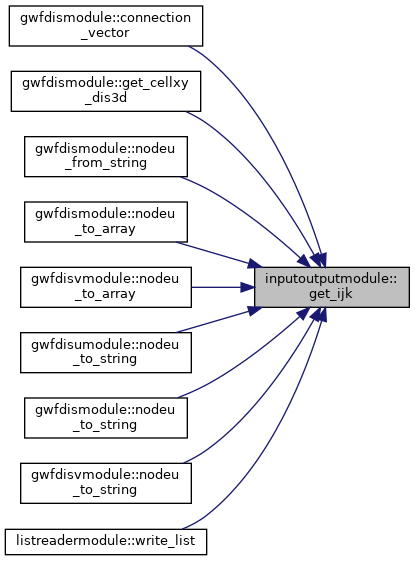 gwfdismodule::connection
_vector
gwfdismodule::get_cellxy
_dis3d
gwfdismodule::nodeu
_from_string
gwfdismodule::nodeu
_to_array
gwfdisvmodule::nodeu
_to_array
inputoutputmodule::
get_ijk
gwfdisumodule::nodeu
_to_string
gwfdismodule::nodeu
_to_string
gwfdisvmodule::nodeu
_to_string
listreadermodule::write_list